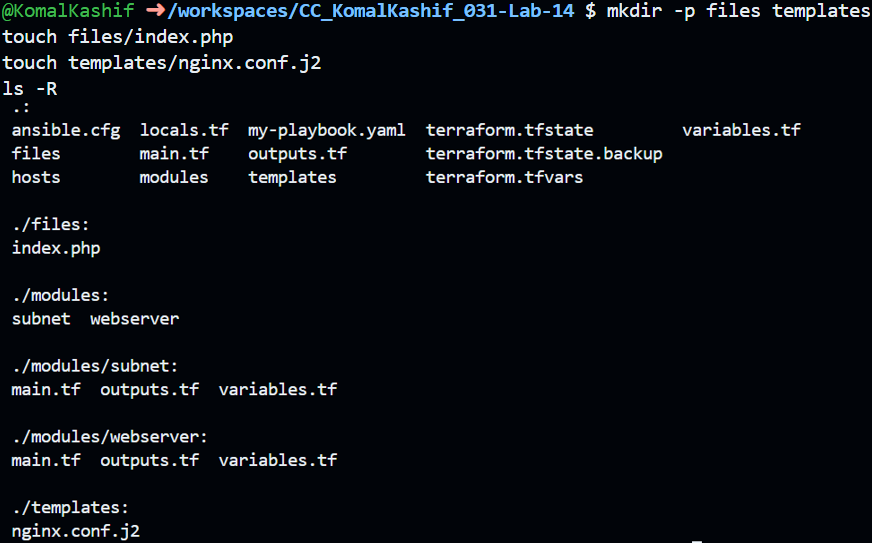 @KomalKashif ➜/workspaces/CC_KomalKashif_031-Lab-14 $ mkdir -p files templates
touch files/index.php
touch templates/nginx.conf.j2
ls -R
.:
ansible.cfg locals.tf my-playbook.yaml terraform.tfstate variables.tf
files main.tf outputs.tf terraform.tfstate.backup
hosts modules templates terraform.tfvars
./files:
index.php
./modules:
subnet webserver
./modules/subnet:
main.tf outputs.tf variables.tf
./modules/webserver:
main.tf outputs.tf variables.tf
./templates:
nginx.conf.j2